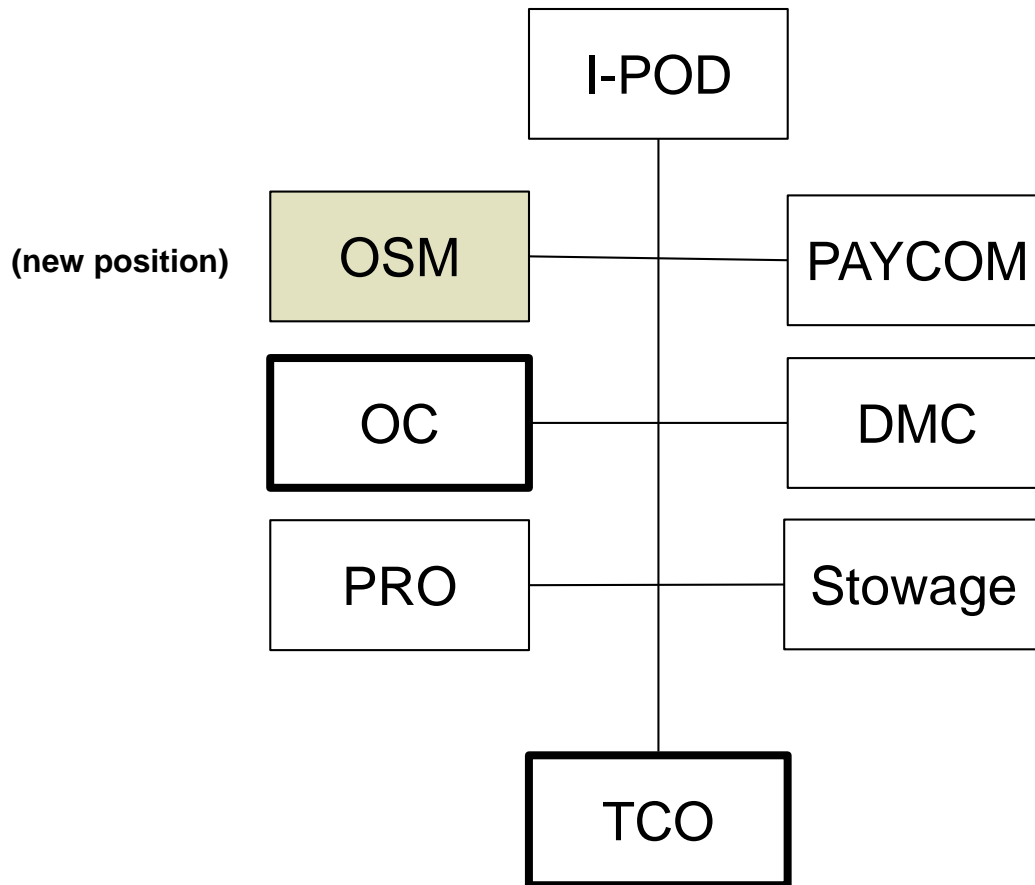 I-POD
(new position)
OSM
PAYCOM
OC
DMC
PRO
Stowage
TCO